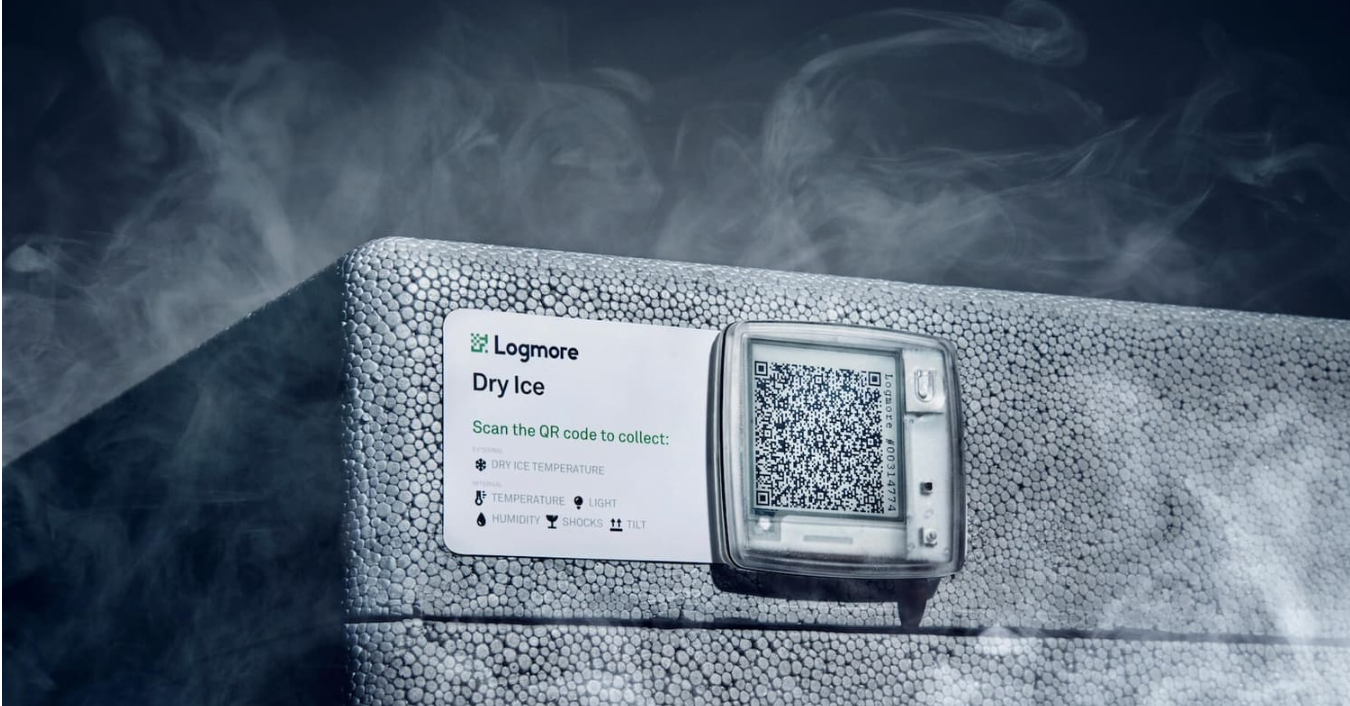 Logmore
Dry Ice
Scan the QR code to collect:
EXTERNAL
DRY ICE TEMPERATURE
INTERNAL
TEMPERATURE LIGHT
HUMIDITY SHOCKS TILT
Logmore #00314774